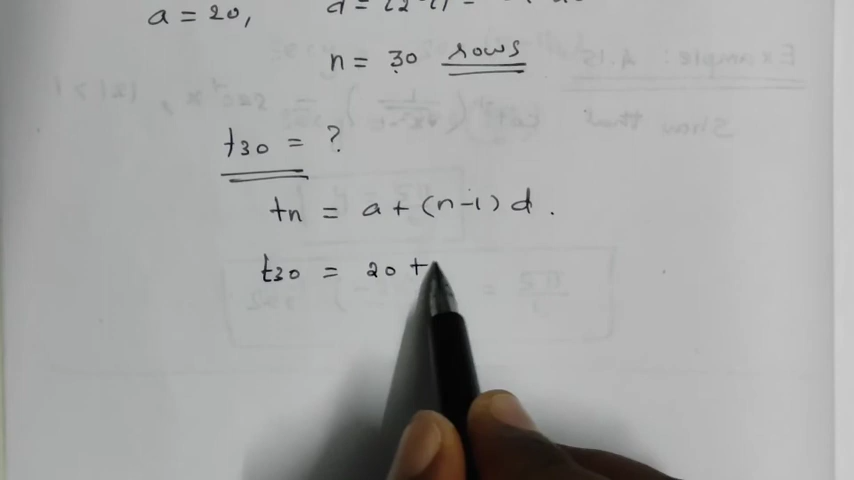 a = 20,
n = 30 rows
t30 = ?
tn = a + (n-1) d .
t30 = 20 +